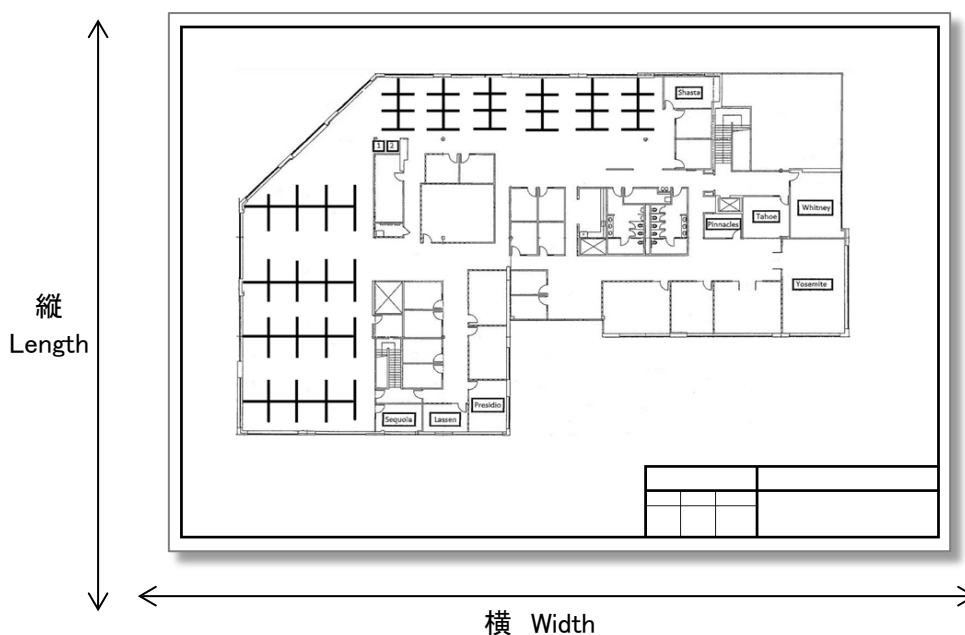 Shasta
1 2
Whitney
Tahoe
Pinnacles
Yosemite
縦
Length
Presidio
Sequoia
Lassen
横 Width